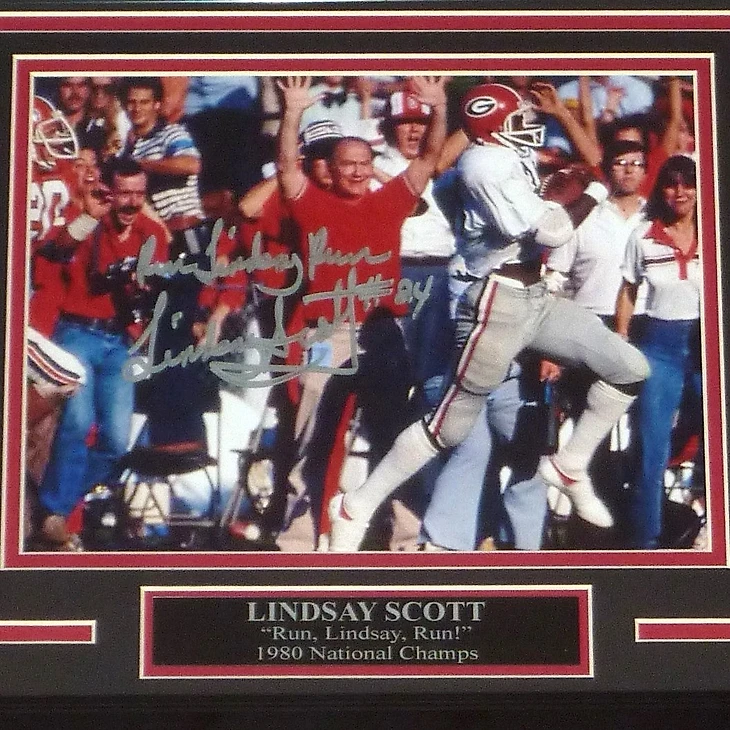 G
Run Lindsay Run
Lindsay Scott #24
LINDSAY SCOTT
“Run, Lindsay, Run!”
1980 National Champs